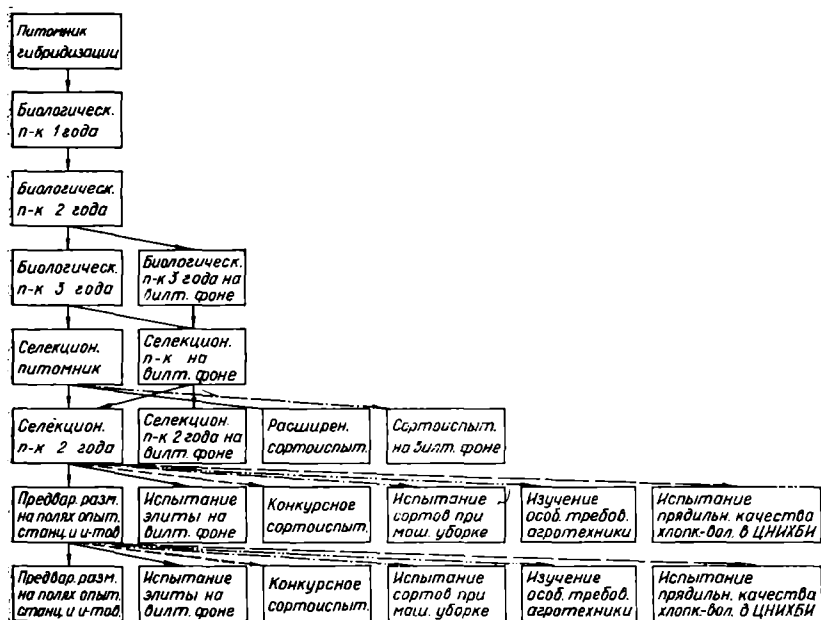 Питомник
гибридизации
Биологическ.
п-к 1 года
Биологическ.
п-к 2 года
Биологическ.
п-к 3 года
Биологическ.
п-к 3 года на
вилт. фоне
Селекцион.
питомник
Селекцион.
п-к на
вилт. фоне
Селекцион.
п-к 2 года
Селекцион.
п-к 2 года на
вилт. фоне
Расширен.
сортоиспыт.
Сортоиспыт.
на вилт. фоне
Предвар. разм.
на полях опыт.
станц. и и-тов
Испытание
элиты на
вилт. фоне
Конкурсное
сортоиспыт.
Испытание
сортов при
маш. уборке
Изучение
особ. требов.
агротехники
Испытание
прядильн. качества
хлопк-вол. в ЦНИХБИ
Предвар. разм.
на полях опыт.
станц. и и-тов
Испытание
элиты на
вилт. фоне
Конкурсное
сортоиспыт.
Испытание
сортов при
маш. уборке
Изучение
особ. требов.
агротехники
Испытание
прядильн. качества
хлопк-вол. в ЦНИХБИ